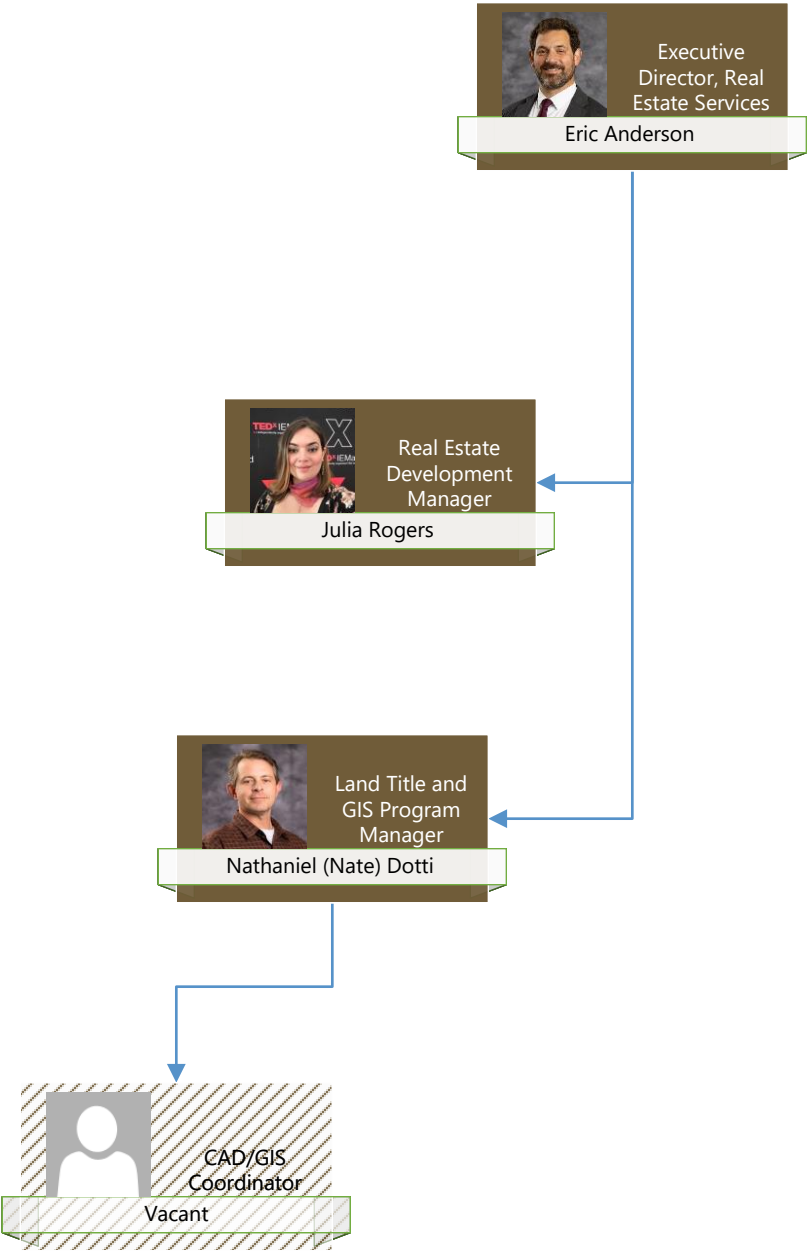 Executive
Director, Real
Estate Services
Eric Anderson
TEDx
Real Estate
Development
Manager
Julia Rogers
Land Title and
GIS Program
Manager
Nathaniel (Nate) Dotti
CAD/GIS
Coordinator
Vacant